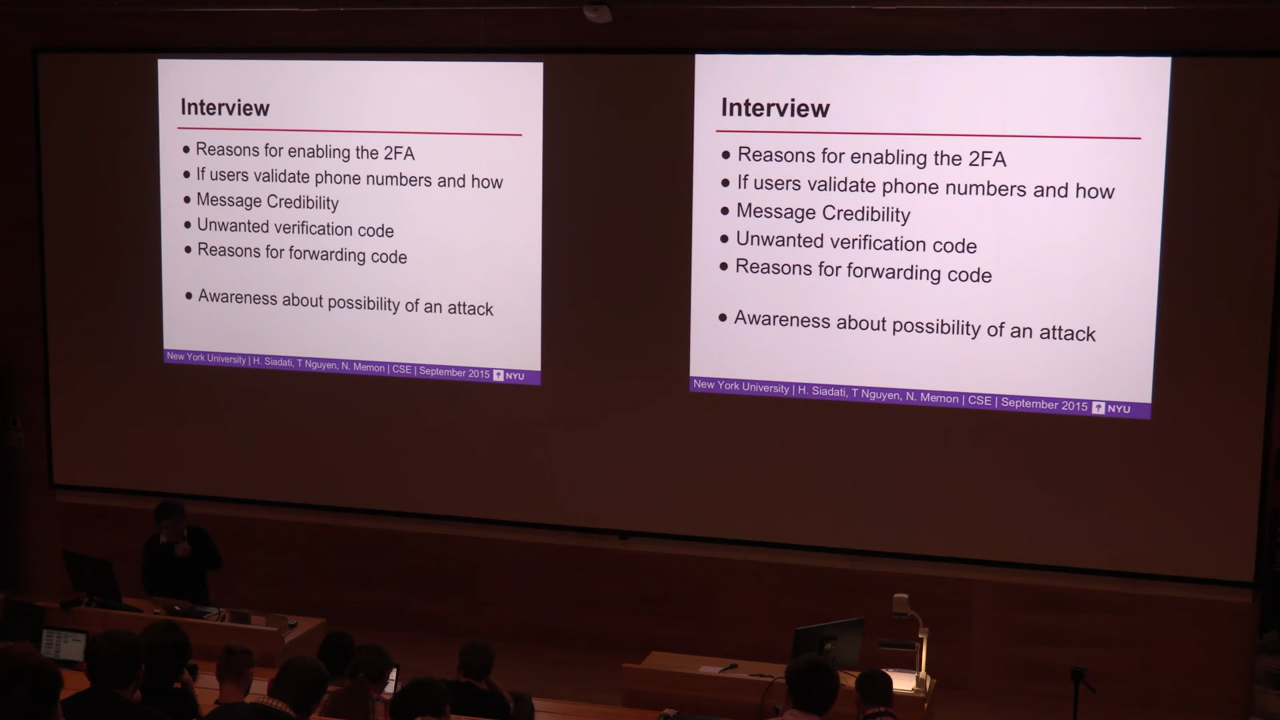 Interview
● Reasons for enabling the 2FA
● If users validate phone numbers and how
● Message Credibility
● Unwanted verification code
● Reasons for forwarding code
● Awareness about possibility of an attack
New York University | H. Siadati, T Nguyen, N. Memon | CSE | September 2015 NYU
Interview
● Reasons for enabling the 2FA
● If users validate phone numbers and how
● Message Credibility
● Unwanted verification code
● Reasons for forwarding code
● Awareness about possibility of an attack
New York University | H. Siadati, T Nguyen, N. Memon | CSE | September 2015 NYU